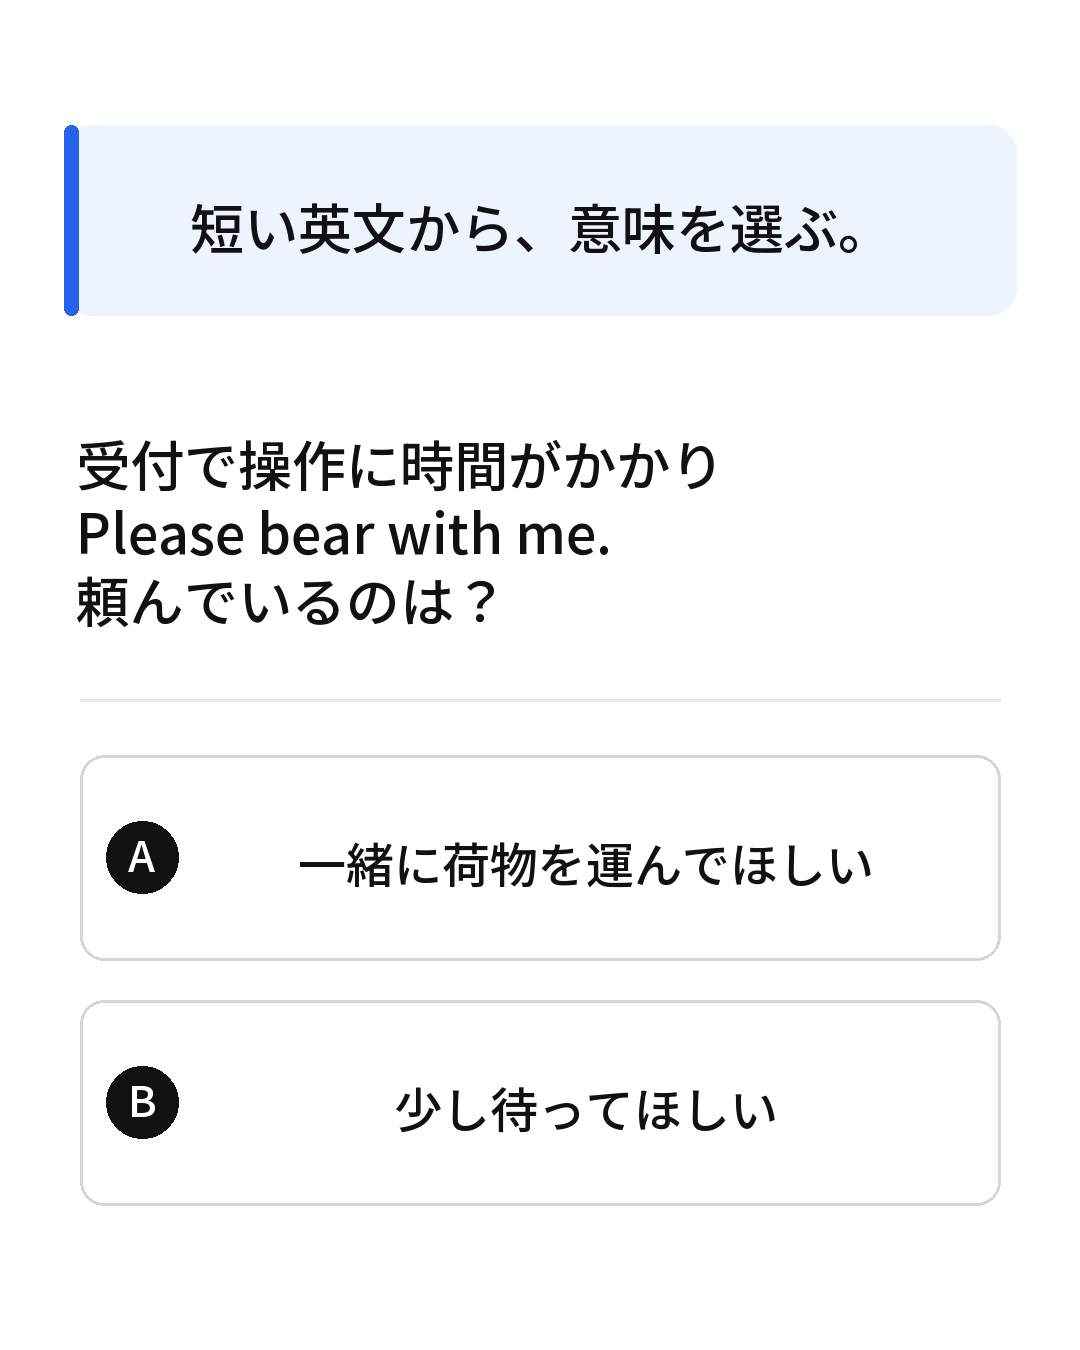 短い英文から、意味を選ぶ。
受付で操作に時間がかかり
Please bear with me.
頼んでいるのは？
A 一緒に荷物を運んでほしい
B 少し待ってほしい